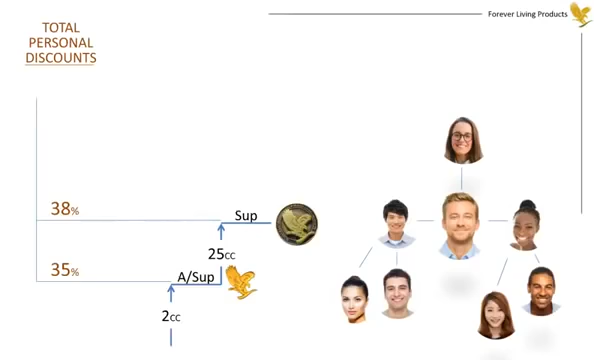 Forever Living Products
TOTAL
PERSONAL
DISCOUNTS
38%
Sup
25CC
35%
A/Sup
2CC